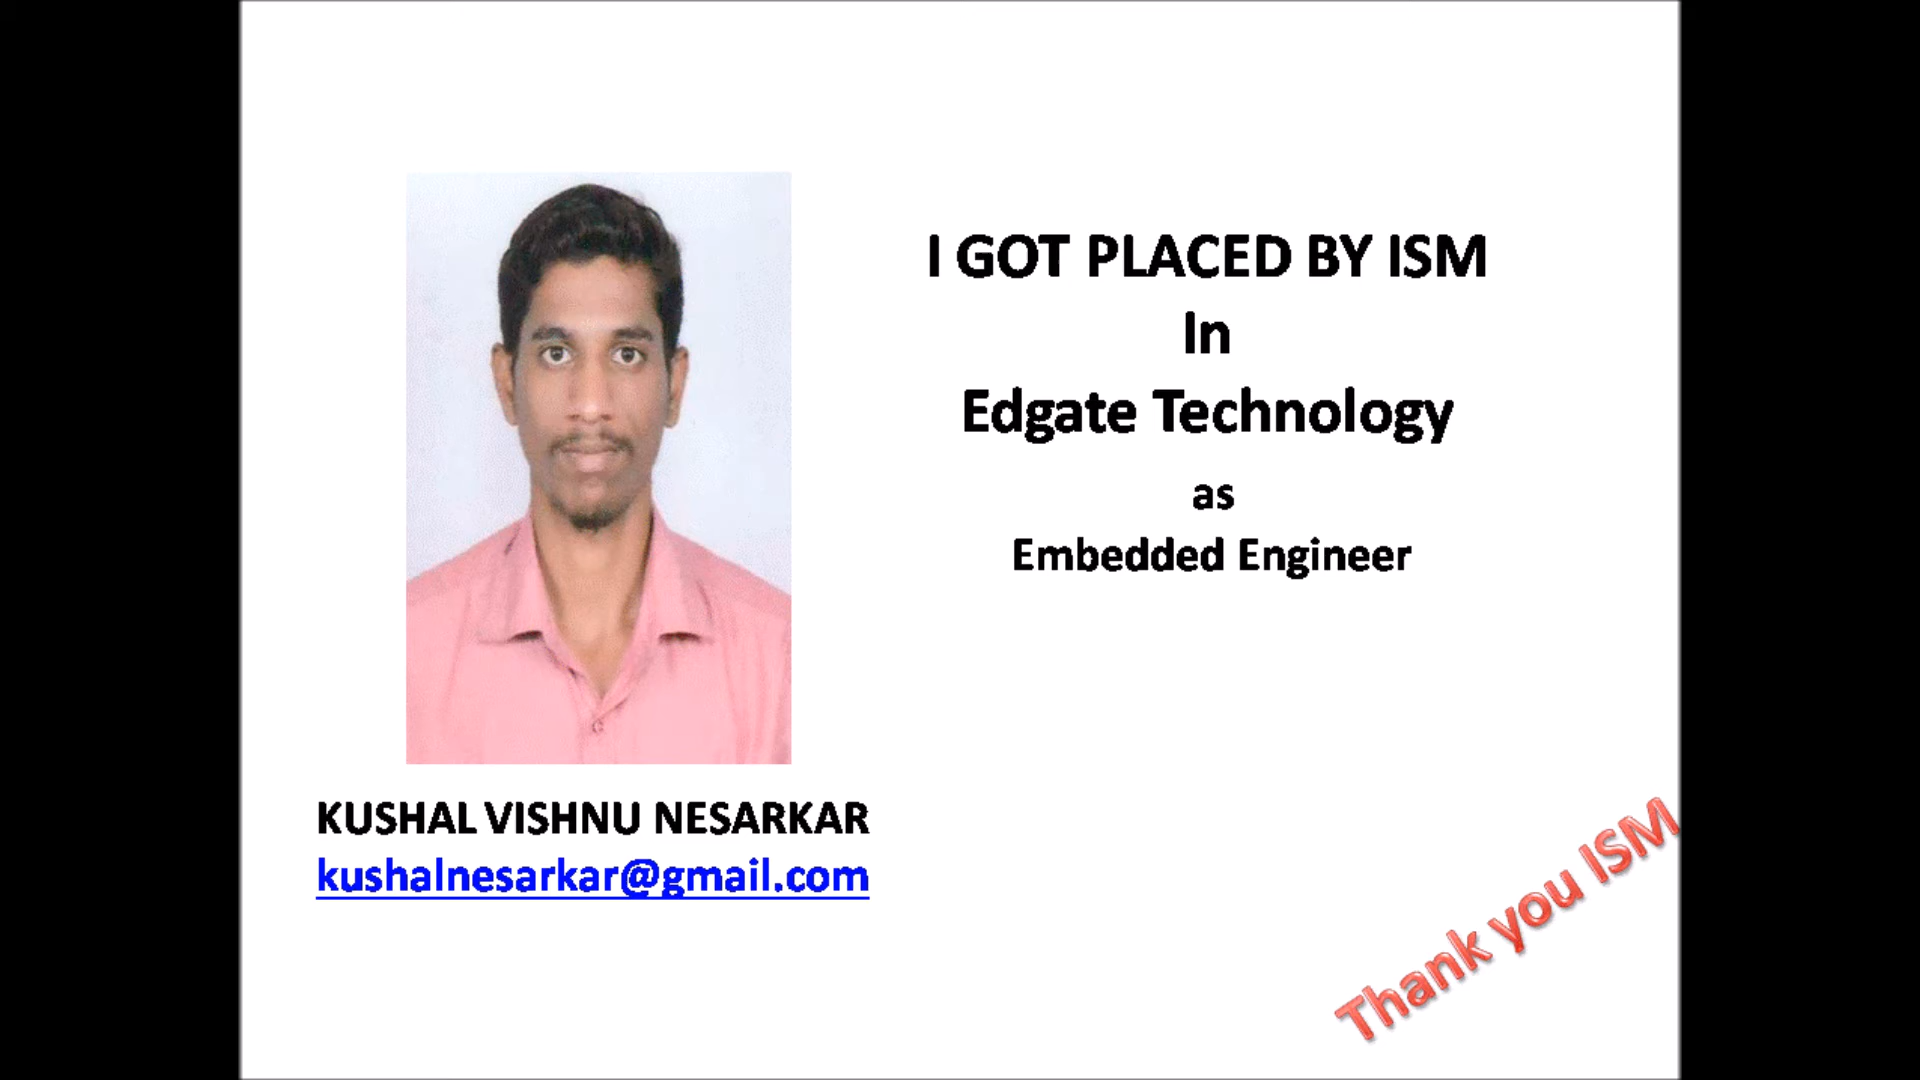 I GOT PLACED BY ISM
In
Edgate Technology
as
Embedded Engineer
KUSHAL VISHNU NESARKAR
kushalnesarkar@gmail.com
Thank you ISM